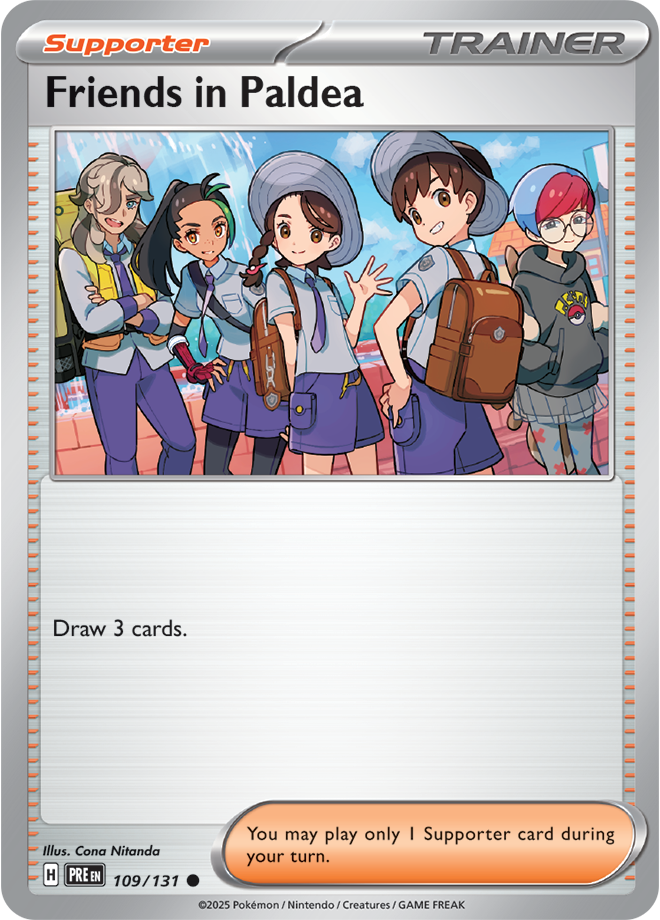 Supporter
TRAINER
Friends in Paldea
Draw 3 cards.
You may play only 1 Supporter card during
your turn.
Illus. Cona Nitanda
H PRE EN 109/131
©2025 Pokémon / Nintendo / Creatures / GAME FREAK